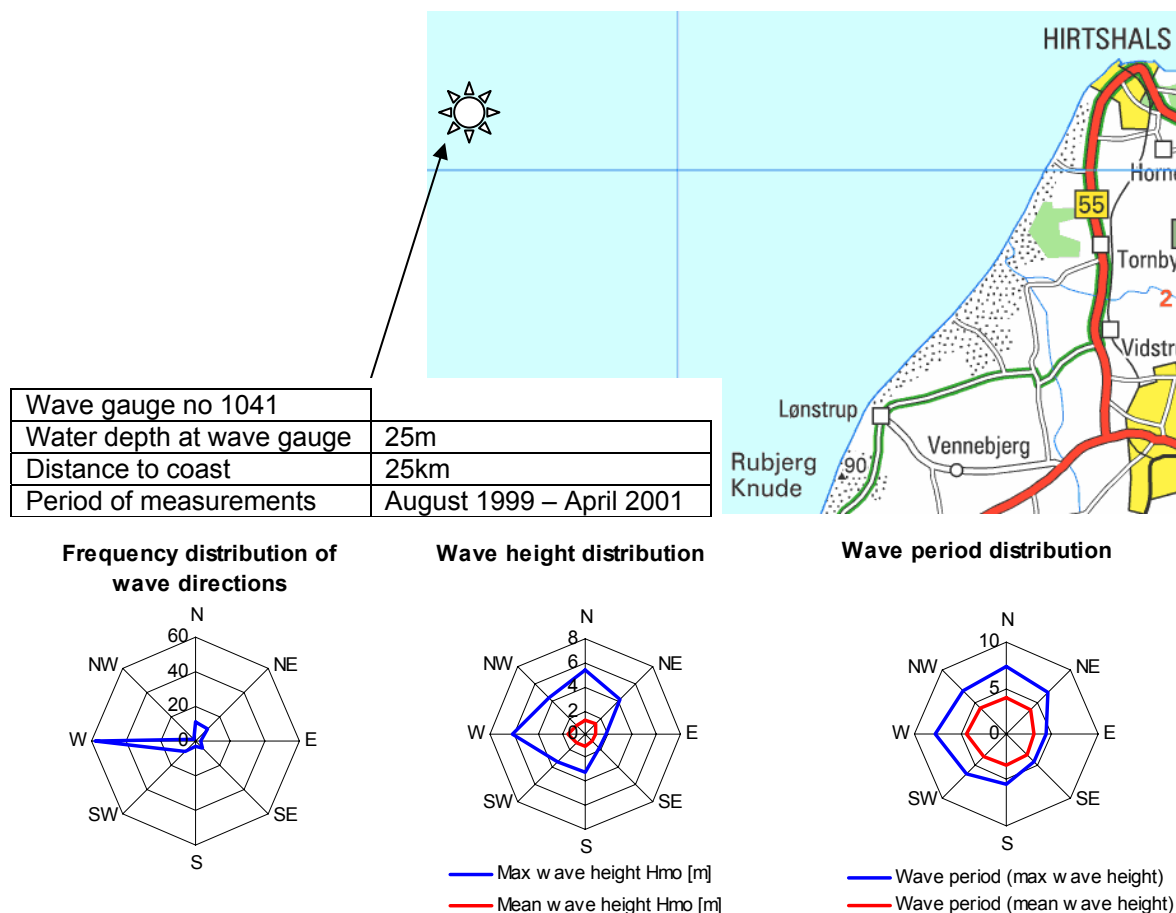 HIRTSHALS
Horne
55
Tornby
2
Vidstr
Lønstrup
Vennebjerg
Rubjerg
Knude
90
Wave gauge no 1041
Water depth at wave gauge 25m
Distance to coast 25km
Period of measurements August 1999 – April 2001
Frequency distribution of
wave directions
N
60
NW NE
40
20
W 0 E
SW SE
S
Wave height distribution
N
8
NW 6 NE
4
2
W 0 E
SW SE
S
Max wave height Hmo [m]
Mean wave height Hmo [m]
Wave period distribution
N
10
NW NE
5
W 0 E
SW SE
S
Wave period (max wave height)
Wave period (mean wave height)